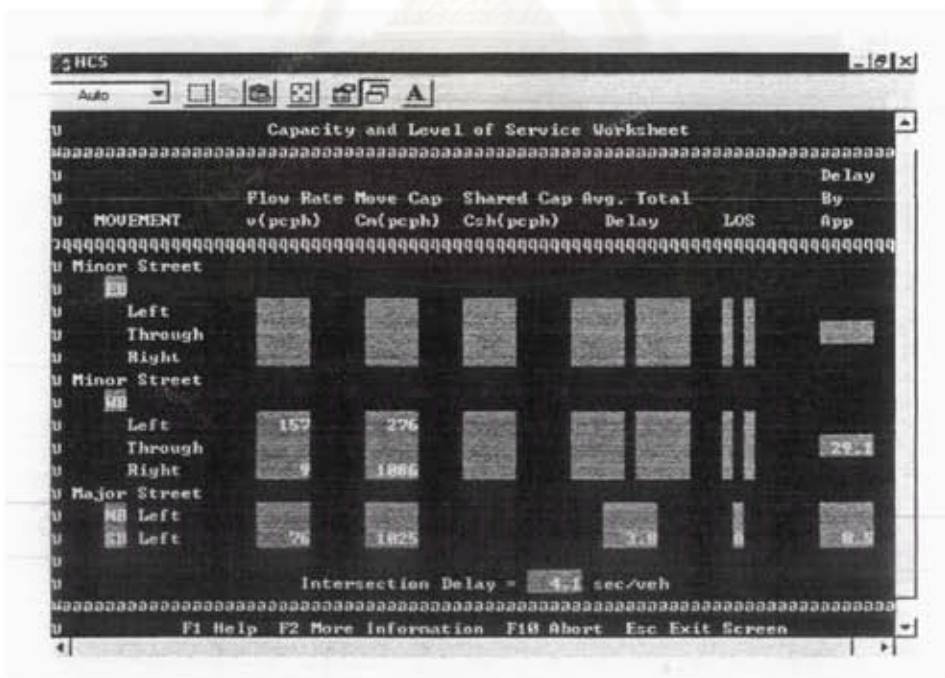 HCS
Auto
A
Capacity and Level of Service Worksheet
Delay
Flow Rate Move Cap Shared Cap Avg. Total By
MOVEMENT v(pcph) Cm(pcph) Csh(pcph) Delay LOS App
Minor Street
Left
Through
Right
Minor Street
WB
Left 157 276
Through 29.1
Right 9 1086
Major Street
NB Left
SB Left 76 1025 3.8
Intersection Delay = 4.1 sec/veh
F1 Help F2 More Information F10 Abort Esc Exit Screen